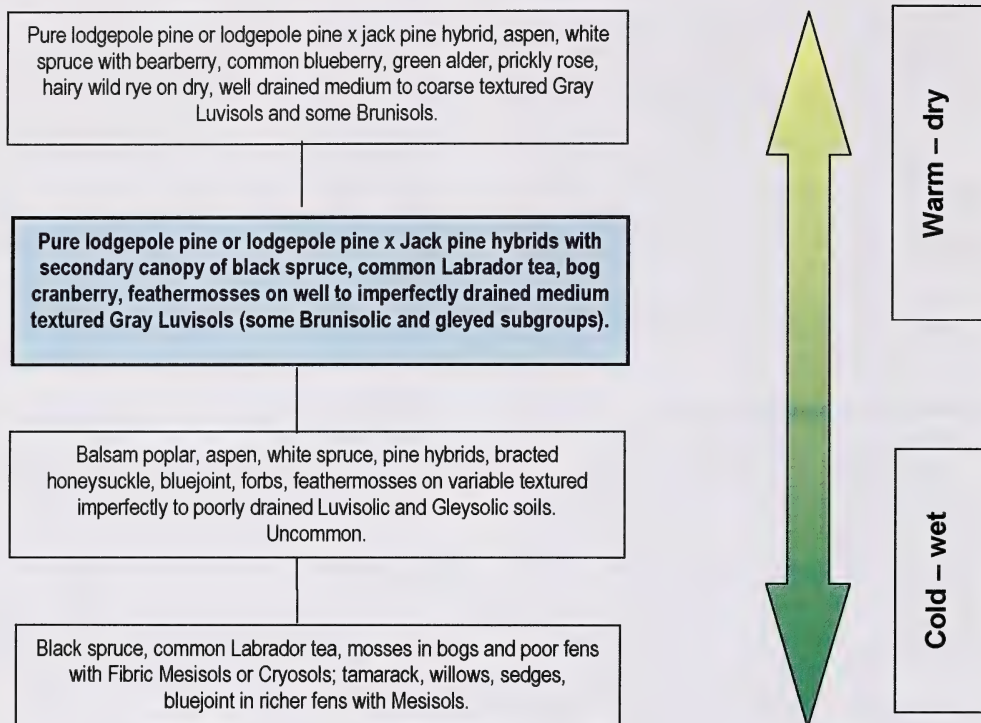 Pure lodgepole pine or lodgepole pine x jack pine hybrid, aspen, white
spruce with bearberry, common blueberry, green alder, prickly rose,
hairy wild rye on dry, well drained medium to coarse textured Gray
Luvisols and some Brunisols.
Warm – dry
Pure lodgepole pine or lodgepole pine x Jack pine hybrids with
secondary canopy of black spruce, common Labrador tea, bog
cranberry, feathermosses on well to imperfectly drained medium
textured Gray Luvisols (some Brunisolic and gleyed subgroups).
Balsam poplar, aspen, white spruce, pine hybrids, bracted
honeysuckle, bluejoint, forbs, feathermosses on variable textured
imperfectly to poorly drained Luvisolic and Gleysolic soils.
Uncommon.
Cold – wet
Black spruce, common Labrador tea, mosses in bogs and poor fens
with Fibric Mesisols or Cryosols; tamarack, willows, sedges,
bluejoint in richer fens with Mesisols.